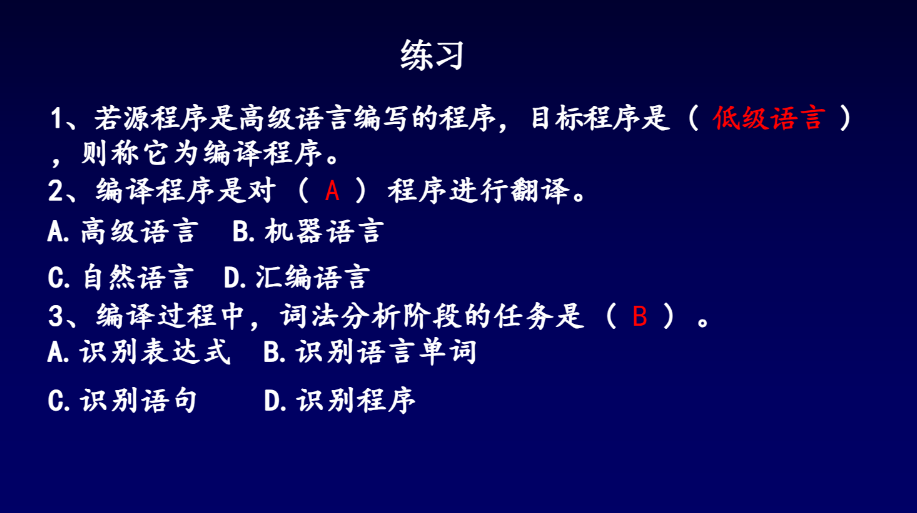 练习
1、若源程序是高级语言编写的程序，目标程序是（ 低级语言 ）
，则称它为编译程序。
2、编译程序是对（ A ）程序进行翻译。
A.高级语言 B.机器语言
C.自然语言 D.汇编语言
3、编译过程中，词法分析阶段的任务是（ B ）。
A.识别表达式 B.识别语言单词
C.识别语句 D.识别程序